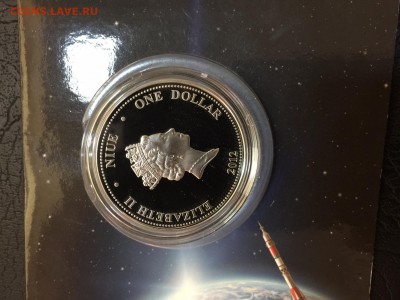 COINS.LAVE.RU
NIUE · ONE DOLLAR
ELIZABETH II 2012